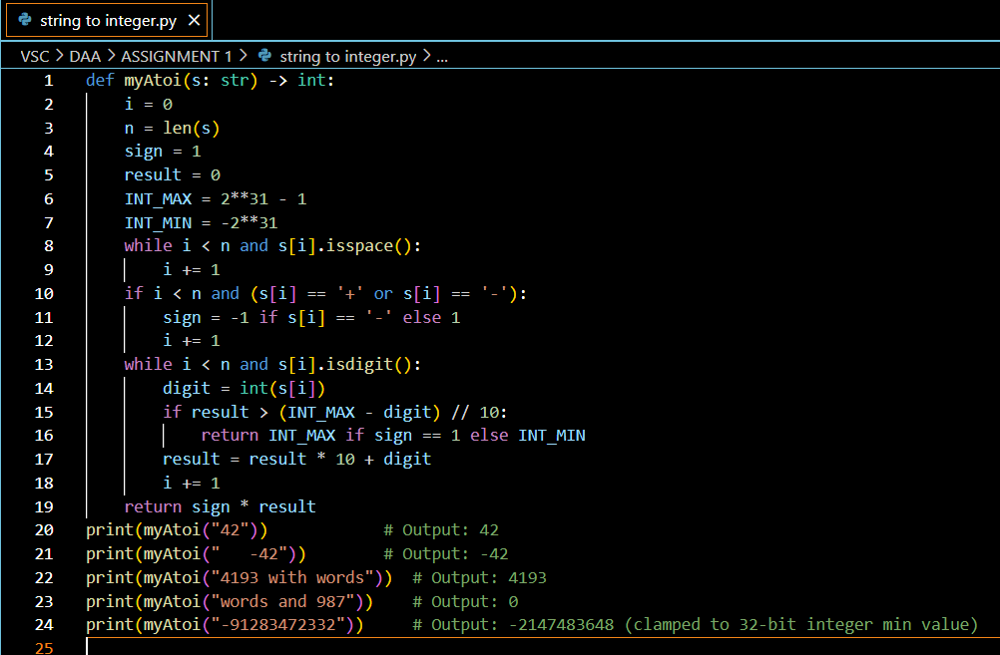 string to integer.py ×
VSC > DAA > ASSIGNMENT 1 > string to integer.py > ...
1 def myAtoi(s: str) -> int:
2     i = 0
3     n = len(s)
4     sign = 1
5     result = 0
6     INT_MAX = 2**31 - 1
7     INT_MIN = -2**31
8     while i < n and s[i].isspace():
9         i += 1
10     if i < n and (s[i] == '+' or s[i] == '-'):
11         sign = -1 if s[i] == '-' else 1
12         i += 1
13     while i < n and s[i].isdigit():
14         digit = int(s[i])
15         if result > (INT_MAX - digit) // 10:
16             return INT_MAX if sign == 1 else INT_MIN
17         result = result * 10 + digit
18         i += 1
19     return sign * result
20 print(myAtoi("42"))            # Output: 42
21 print(myAtoi("   -42"))        # Output: -42
22 print(myAtoi("4193 with words"))  # Output: 4193
23 print(myAtoi("words and 987"))    # Output: 0
24 print(myAtoi("-91283472332"))     # Output: -2147483648 (clamped to 32-bit integer min value)
25